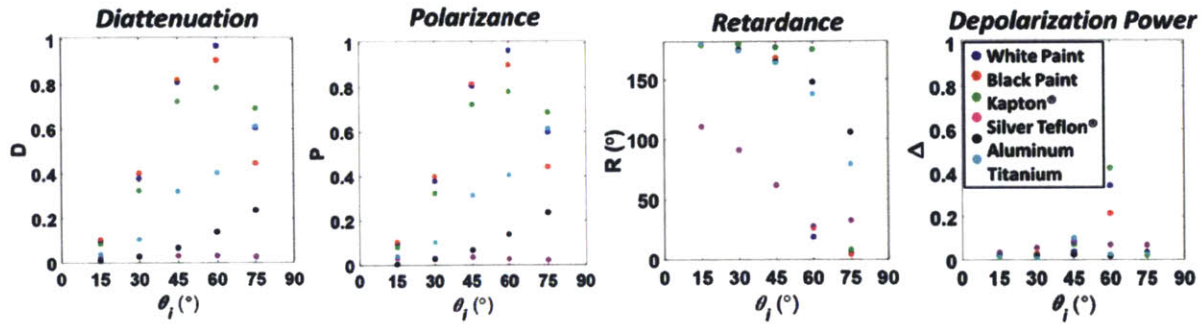 Diattenuation
D
1
0.8
0.6
0.4
0.2
0
0 15 30 45 60 75 90
θi (°)
Polarizance
P
1
0.8
0.6
0.4
0.2
0
0 15 30 45 60 75 90
θi (°)
Retardance
R (°)
150
100
50
0
0 15 30 45 60 75 90
θi (°)
Depolarization Power
Δ
1
0.8
0.6
0.4
0.2
0
White Paint
Black Paint
Kapton®
Silver Teflon®
Aluminum
Titanium
0 15 30 45 60 75 90
θi (°)